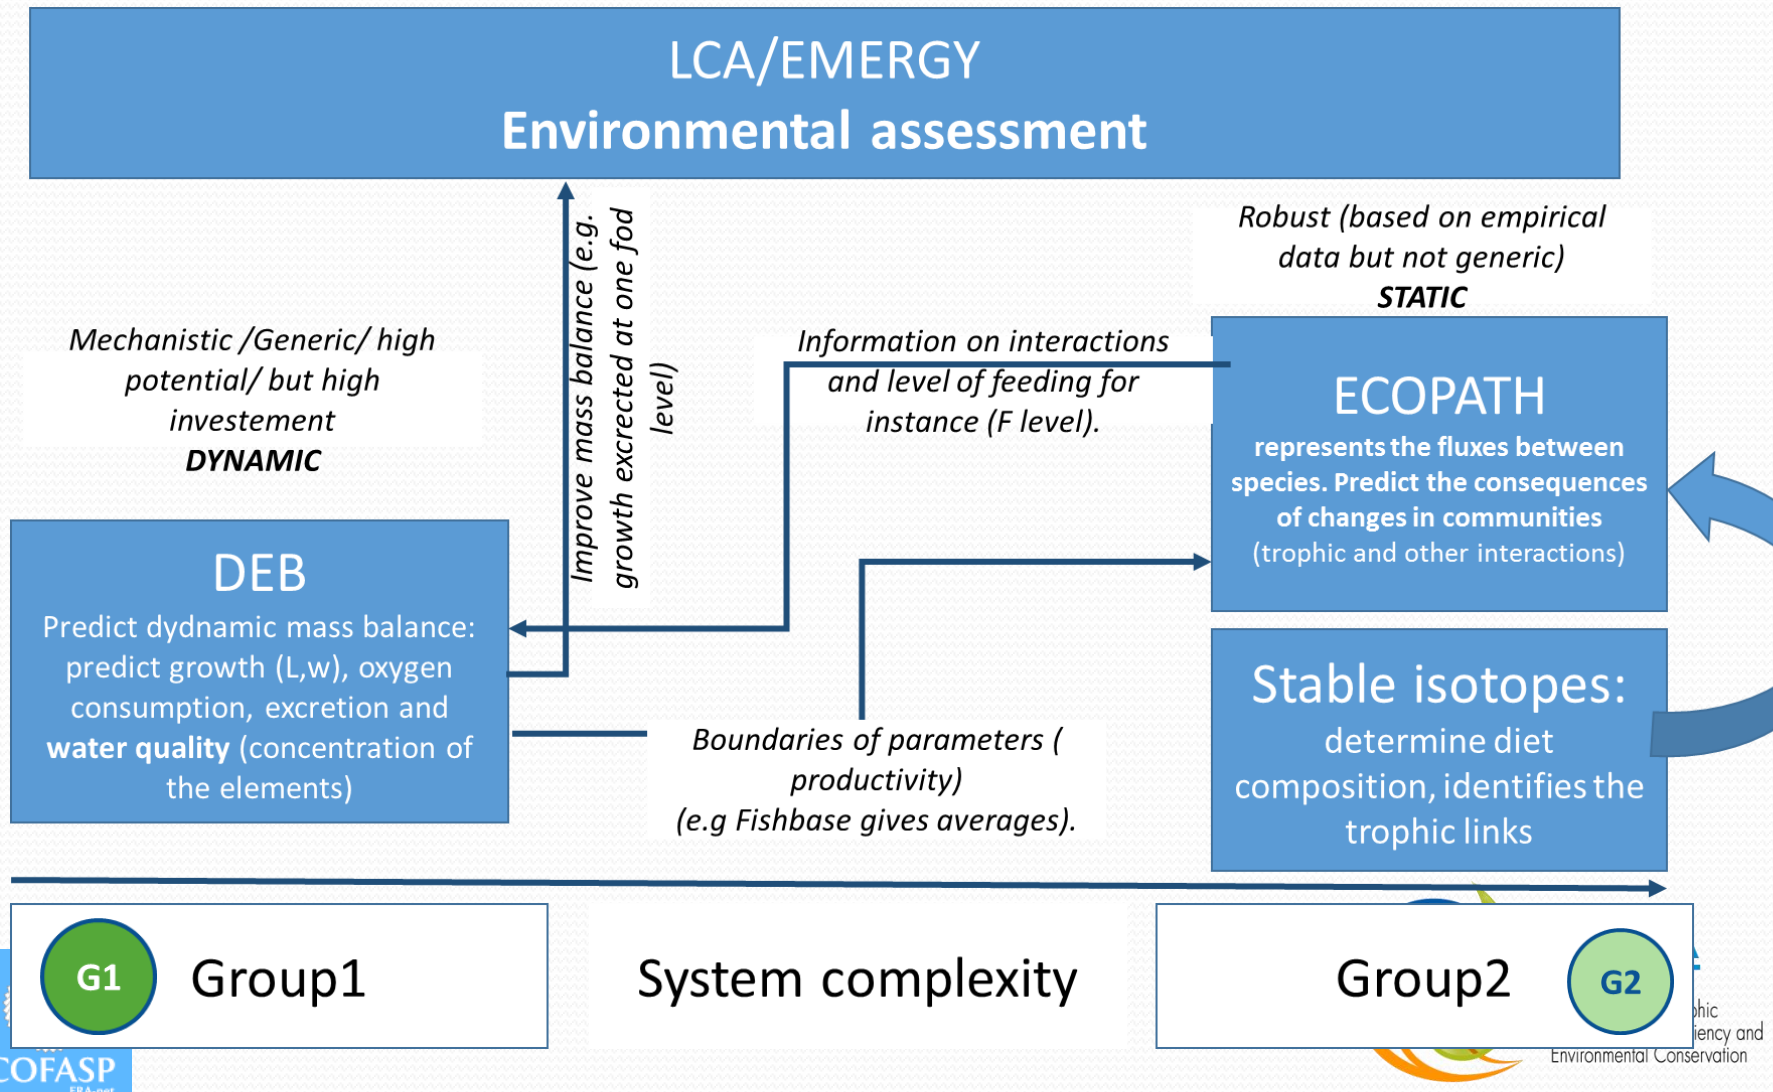 LCA/EMERGY
Environmental assessment
Improve mass balance (e.g.
growth excrected at one fod
level)
Robust (based on empirical
data but not generic)
STATIC
Mechanistic /Generic/ high
potential/ but high
investement
DYNAMIC
Information on interactions
and level of feeding for
instance (F level).
ECOPATH
represents the fluxes between
species. Predict the consequences
of changes in communities
(trophic and other interactions)
DEB
Predict dydnamic mass balance:
predict growth (L,w), oxygen
consumption, excretion and
water quality (concentration of
the elements)
Boundaries of parameters (
productivity)
(e.g Fishbase gives averages).
Stable isotopes:
determine diet
composition, identifies the
trophic links
G1
Group1
System complexity
Group2
G2
COFASP
ERA-net
phic
iency and
Environmental Conservation